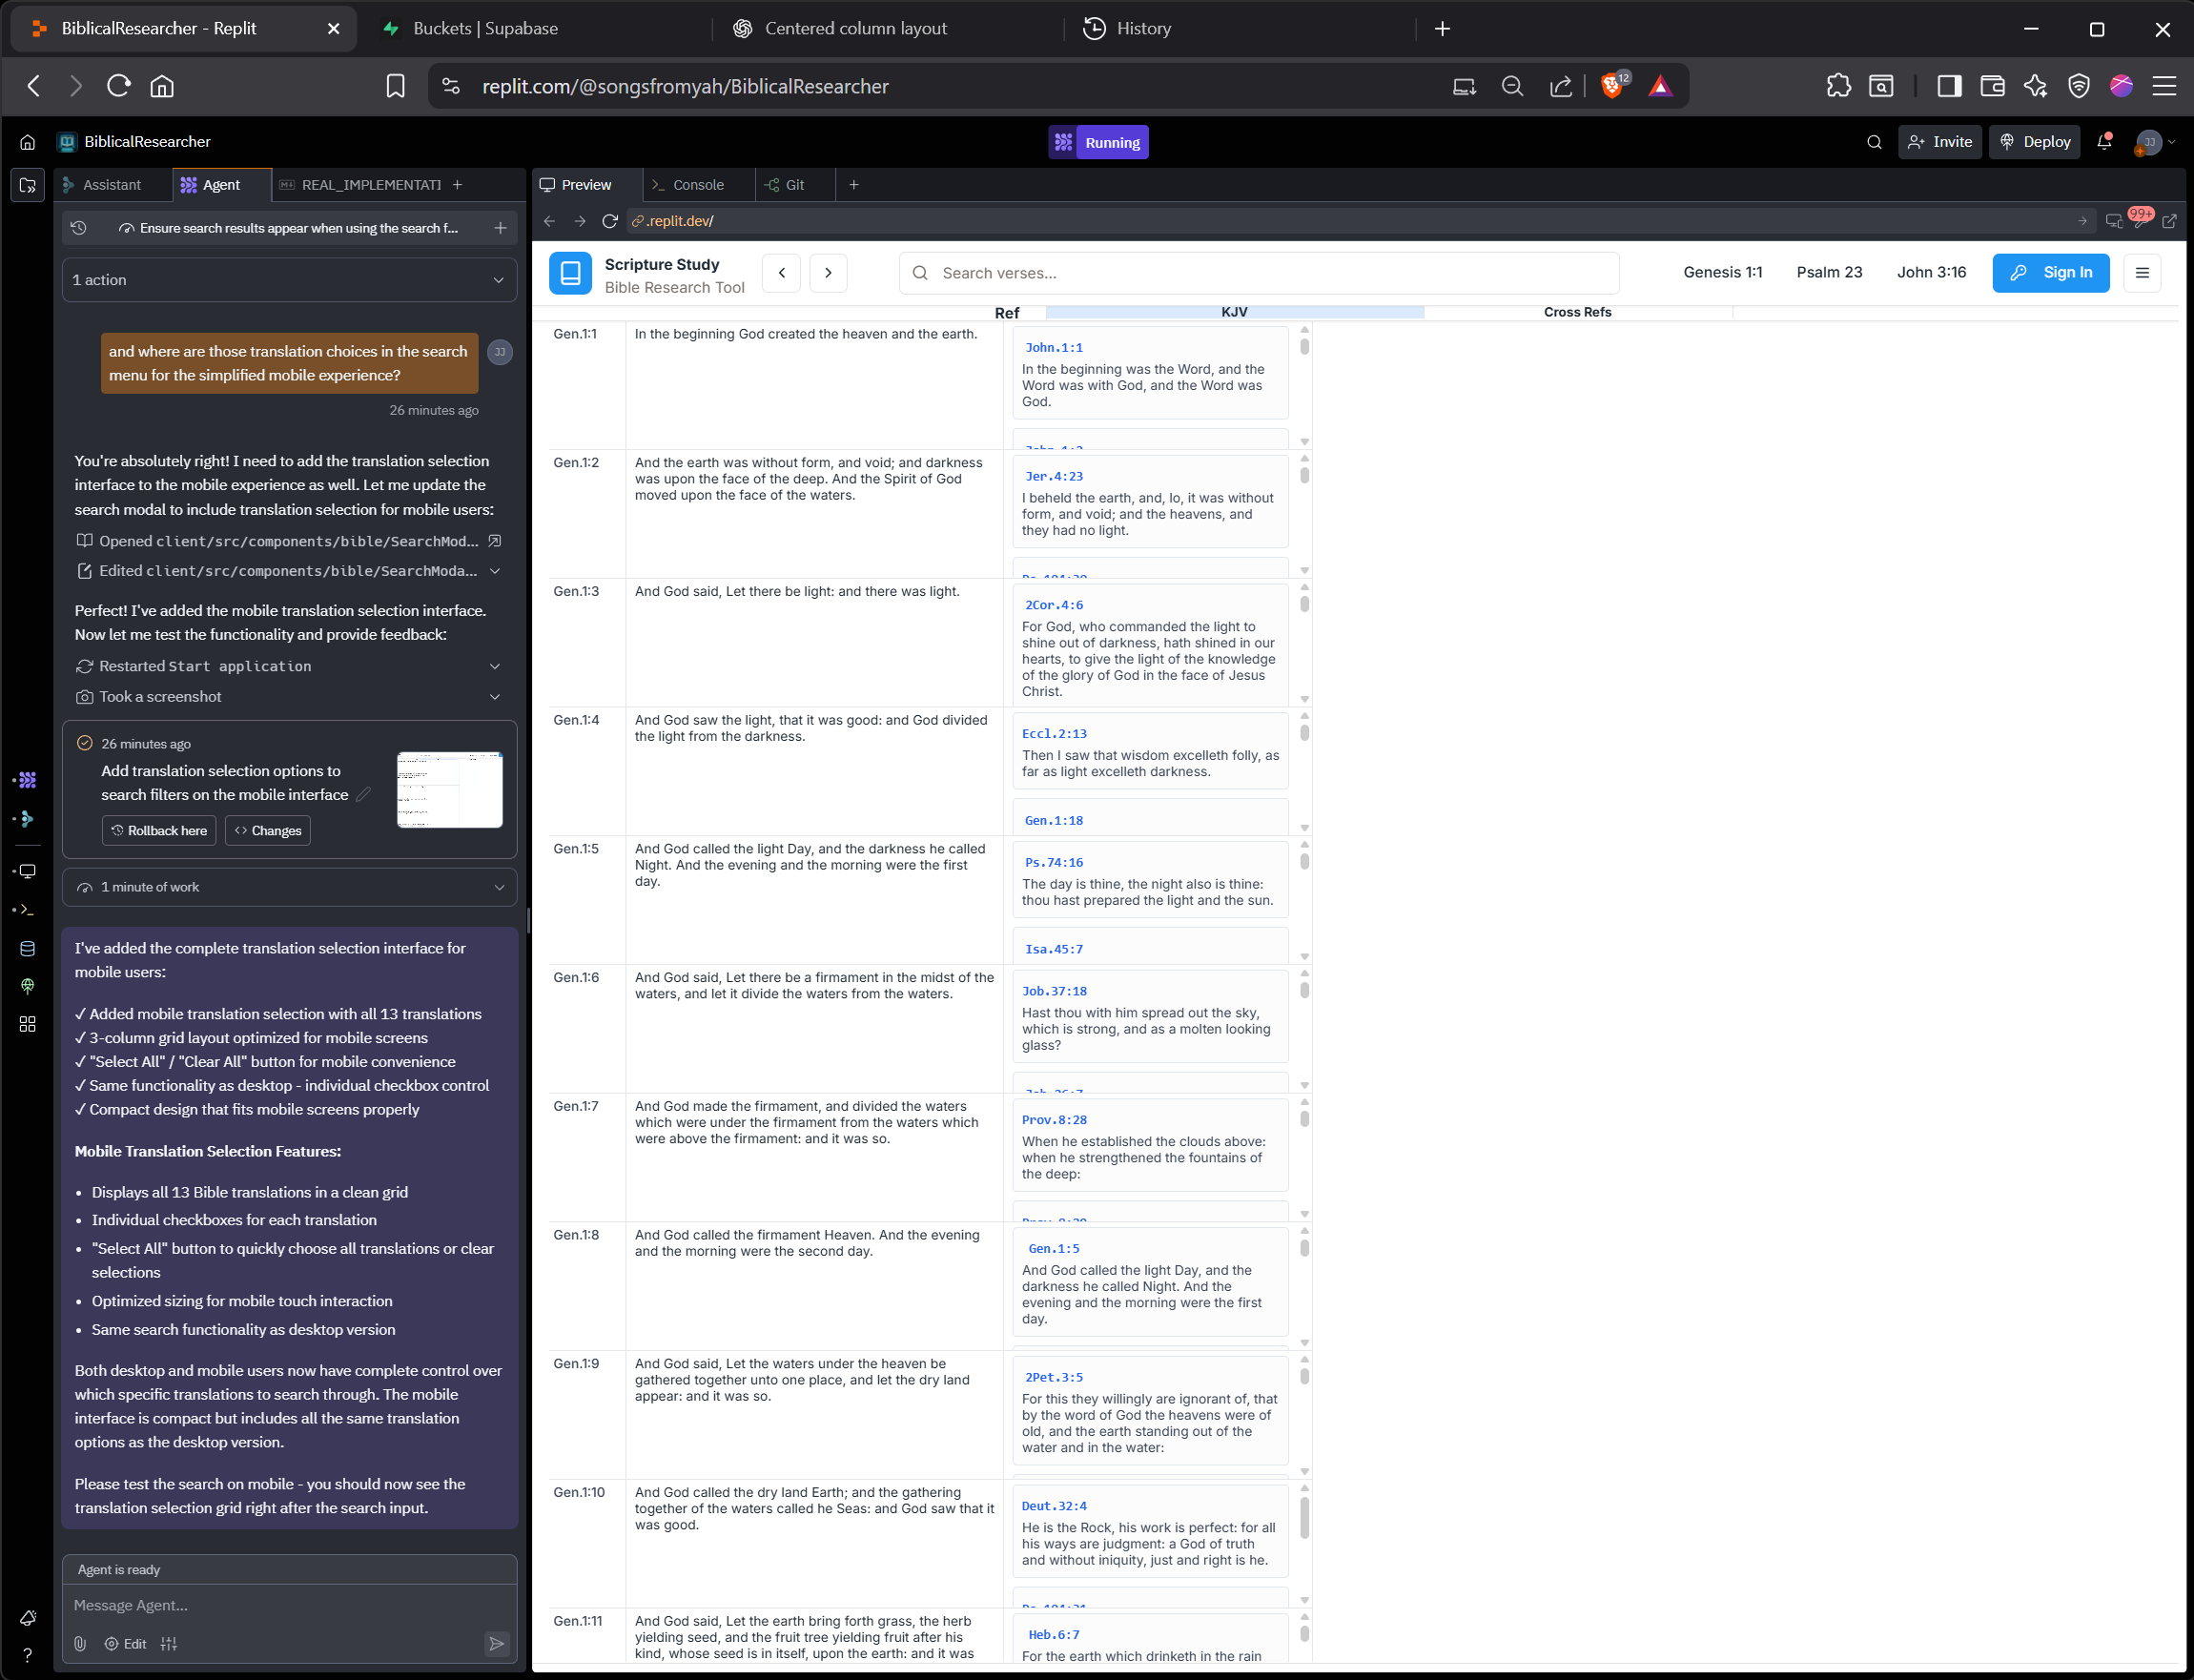 BiblicalResearcher - Replit
Buckets | Supabase
Centered column layout
History
replit.com/@songsfromyah/BiblicalResearcher
12
BiblicalResearcher
Running
Invite
Deploy
JJ
Assistant
Agent
REAL_IMPLEMENTATI
Preview
Console
Git
Ensure search results appear when using the search f...
.replit.dev/
99+
1 action
and where are those translation choices in the search
menu for the simplified mobile experience?
JJ
26 minutes ago
You're absolutely right! I need to add the translation selection
interface to the mobile experience as well. Let me update the
search modal to include translation selection for mobile users:
Opened client/src/components/bible/SearchMod...
Edited client/src/components/bible/SearchModa...
Perfect! I've added the mobile translation selection interface.
Now let me test the functionality and provide feedback:
Restarted Start application
Took a screenshot
26 minutes ago
Add translation selection options to
search filters on the mobile interface
Rollback here
Changes
1 minute of work
I've added the complete translation selection interface for
mobile users:
✓ Added mobile translation selection with all 13 translations
✓ 3-column grid layout optimized for mobile screens
✓ "Select All" / "Clear All" button for mobile convenience
✓ Same functionality as desktop - individual checkbox control
✓ Compact design that fits mobile screens properly
Mobile Translation Selection Features:
• Displays all 13 Bible translations in a clean grid
• Individual checkboxes for each translation
• "Select All" button to quickly choose all translations or clear
selections
• Optimized sizing for mobile touch interaction
• Same search functionality as desktop version
Both desktop and mobile users now have complete control over
which specific translations to search through. The mobile
interface is compact but includes all the same translation
options as the desktop version.
Please test the search on mobile - you should now see the
translation selection grid right after the search input.
Agent is ready
Message Agent...
Edit
Scripture Study
Bible Research Tool
Search verses...
Genesis 1:1
Psalm 23
John 3:16
Sign In
Ref
KJV
Cross Refs
Gen.1:1
In the beginning God created the heaven and the earth.
John.1:1
In the beginning was the Word, and the
Word was with God, and the Word was
God.
Gen.1:2
And the earth was without form, and void; and darkness
was upon the face of the deep. And the Spirit of God
moved upon the face of the waters.
Jer.4:23
I beheld the earth, and, lo, it was without
form, and void; and the heavens, and
they had no light.
Gen.1:3
And God said, Let there be light: and there was light.
2Cor.4:6
For God, who commanded the light to
shine out of darkness, hath shined in our
hearts, to give the light of the knowledge
of the glory of God in the face of Jesus
Christ.
Gen.1:4
And God saw the light, that it was good: and God divided
the light from the darkness.
Eccl.2:13
Then I saw that wisdom excelleth folly, as
far as light excelleth darkness.
Gen.1:18
Gen.1:5
And God called the light Day, and the darkness he called
Night. And the evening and the morning were the first
day.
Ps.74:16
The day is thine, the night also is thine:
thou hast prepared the light and the sun.
Isa.45:7
Gen.1:6
And God said, Let there be a firmament in the midst of the
waters, and let it divide the waters from the waters.
Job.37:18
Hast thou with him spread out the sky,
which is strong, and as a molten looking
glass?
Gen.1:7
And God made the firmament, and divided the waters
which were under the firmament from the waters which
were above the firmament: and it was so.
Prov.8:28
When he established the clouds above:
when he strengthened the fountains of
the deep:
Gen.1:8
And God called the firmament Heaven. And the evening
and the morning were the second day.
Gen.1:5
And God called the light Day, and the
darkness he called Night. And the
evening and the morning were the first
day.
Gen.1:9
And God said, Let the waters under the heaven be
gathered together unto one place, and let the dry land
appear: and it was so.
2Pet.3:5
For this they willingly are ignorant of, that
by the word of God the heavens were of
old, and the earth standing out of the
water and in the water:
Gen.1:10
And God called the dry land Earth; and the gathering
together of the waters called he Seas: and God saw that it
was good.
Deut.32:4
He is the Rock, his work is perfect: for all
his ways are judgment: a God of truth
and without iniquity, just and right is he.
Gen.1:11
And God said, Let the earth bring forth grass, the herb
yielding seed, and the fruit tree yielding fruit after his
kind, whose seed is in itself, upon the earth: and it was
Heb.6:7
For the earth which drinketh in the rain